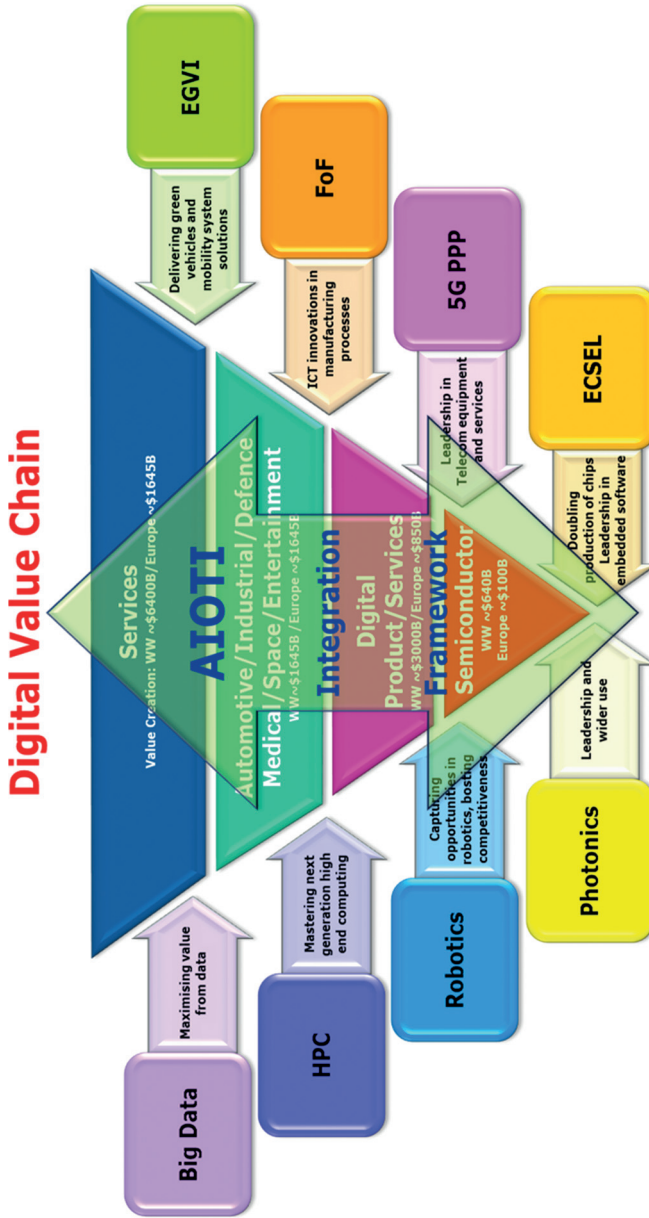 Digital Value Chain
Services
Value Creation: WW ~$6400B/Europe ~$1645B
AIOTI
Automotive/Industrial/Defence
Medical/Space/Entertainment
WW~$1645B/Europe ~$1645B
Integration
Digital
Product/Services
WW ~$3000B/Europe ~$850B
Framework
Semiconductor
WW ~$640B
Europe ~$100B
Big Data
Maximising value
from data
HPC
Mastering next
generation high
end computing
Robotics
Capturing
opportunities in
robotics, bosting
competitiveness
Photonics
Leadership and
wider use
EGVI
Delivering green
vehicles and
mobility system
solutions
FoF
ICT innovations in
manufacturing
processes
5G PPP
Leadership in
Telecom equipment
and services
ECSEL
Doubling
production of chips
Leadership in
embedded software